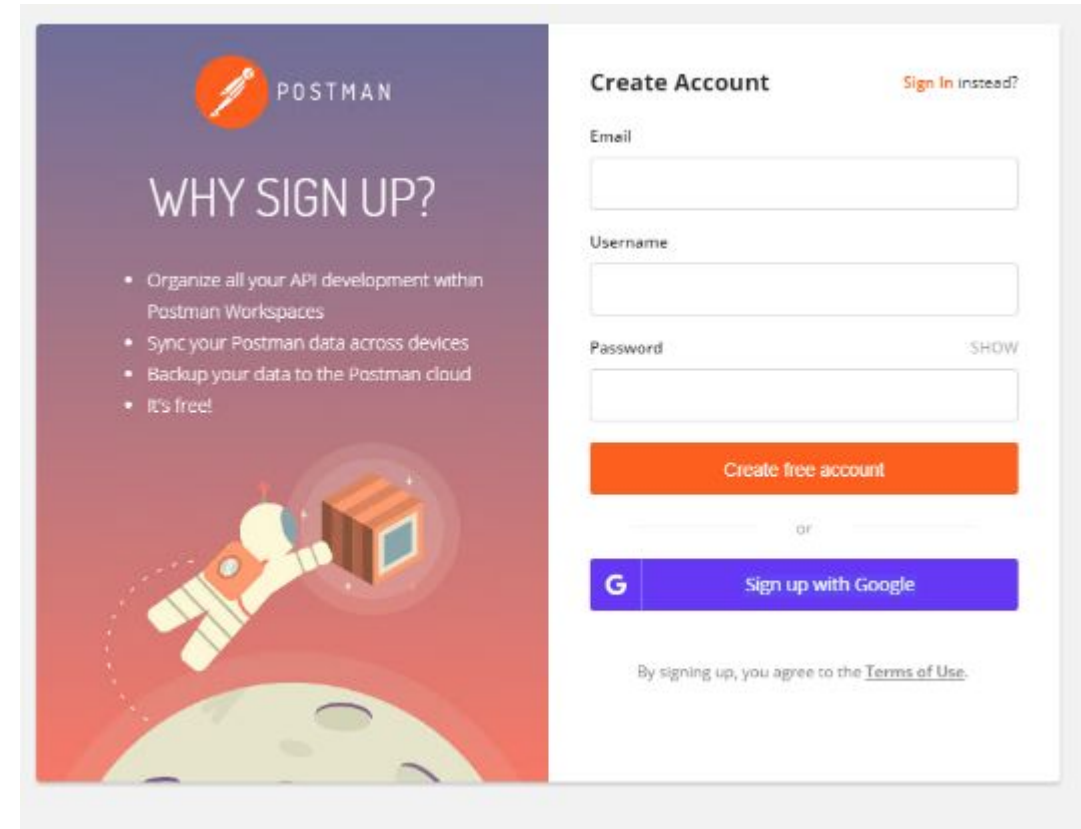 POSTMAN
WHY SIGN UP?
• Organize all your API development within
Postman Workspaces
• Sync your Postman data across devices
• Backup your data to the Postman cloud
• It's free!
Create Account
Sign In instead?
Email
Username
Password
SHOW
Create free account
or
G
Sign up with Google
By signing up, you agree to the Terms of Use.